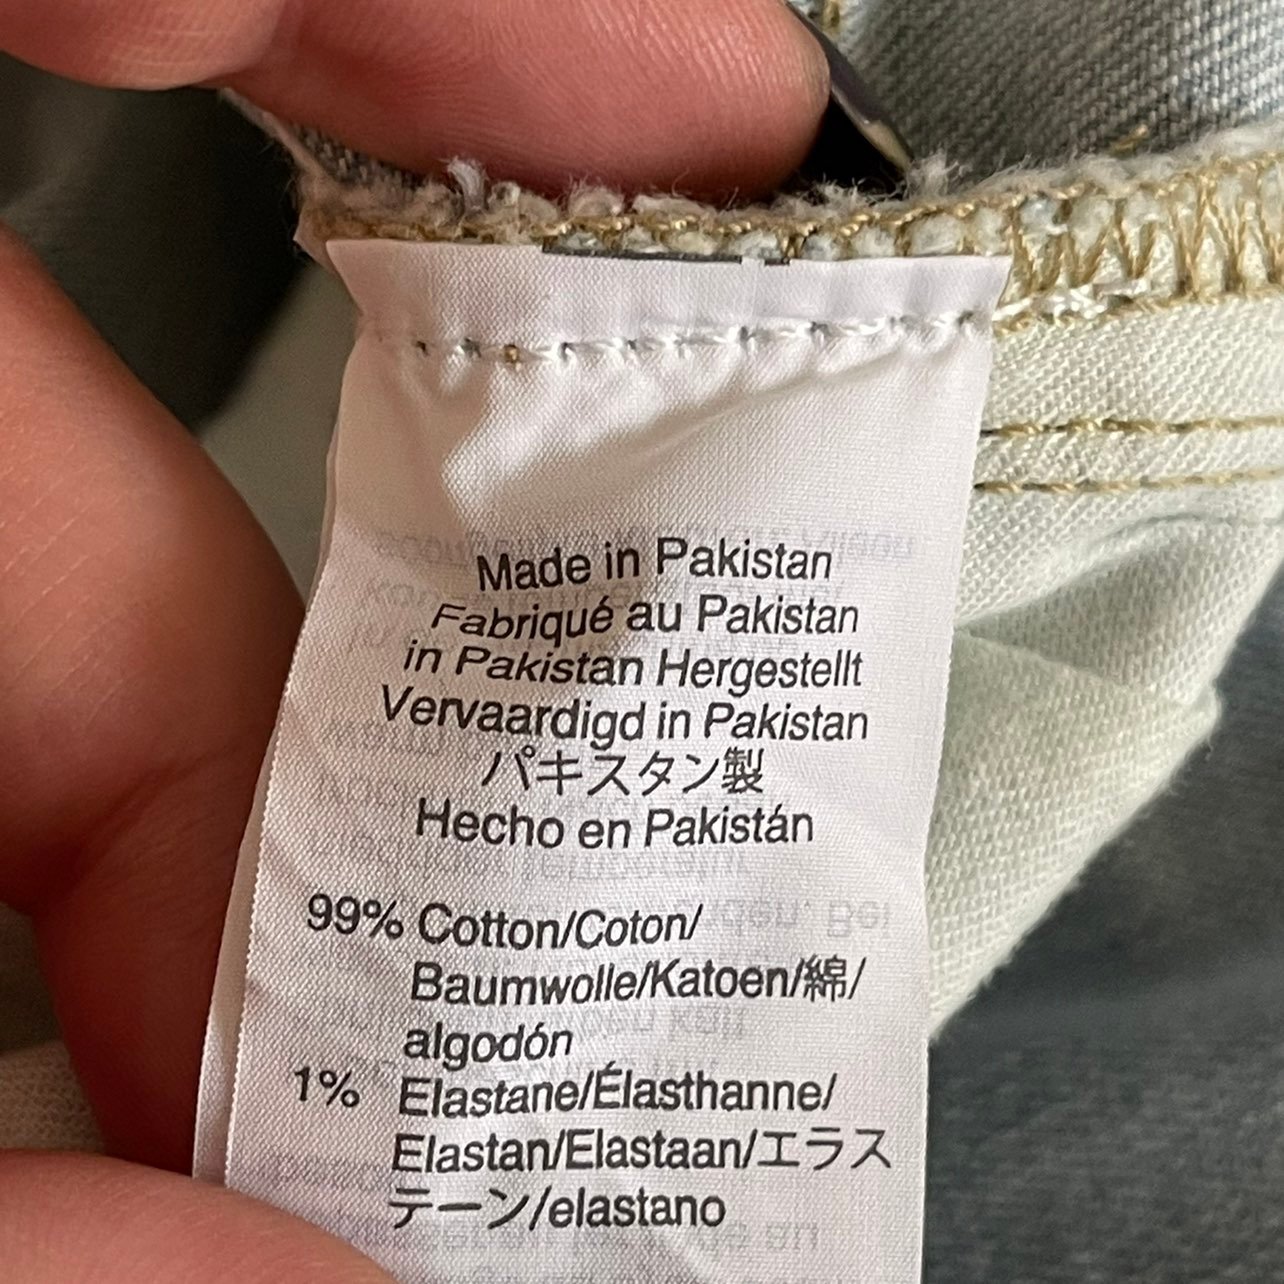 Made in Pakistan
Fabriqué au Pakistan
in Pakistan Hergestellt
Vervaardigd in Pakistan
パキスタン製
Hecho en Pakistán
99% Cotton/Coton/
Baumwolle/Katoen/綿/
algodón
1% Elastane/Élasthanne/
Elastan/Elastaan/エラス
テーン/elastano